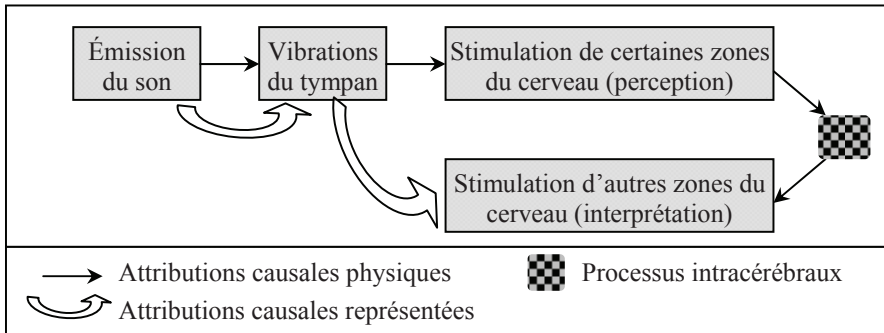 Émission
du son
Vibrations
du tympan
Stimulation de certaines zones
du cerveau (perception)
Stimulation d’autres zones du
cerveau (interprétation)
Attributions causales physiques
Processus intracérébraux
Attributions causales représentées